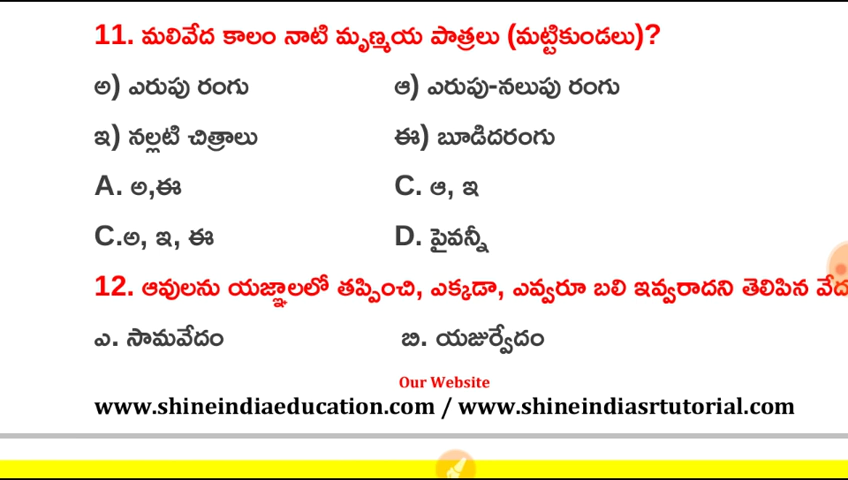 11. మలివేద కాలం నాటి మృణ్మయ పాత్రలు (మట్టికుండలు)?
అ) ఎరుపు రంగు ఆ) ఎరుపు-నలుపు రంగు
ఇ) నల్లటి చిత్రాలు ఈ) బూడిదరంగు
A. అ,ఈ C. ఆ, ఇ
C.అ, ఇ, ఈ D. పైవన్నీ
12. ఆవులను యజ్ఞాలలో తప్పించి, ఎక్కడా, ఎవ్వరూ బలి ఇవ్వరాదని తెలిపిన
ఎ. సామవేదం బి. యజుర్వేదం
Our Website
www.shineindiaeducation.com / www.shineindiasrtutorial.com